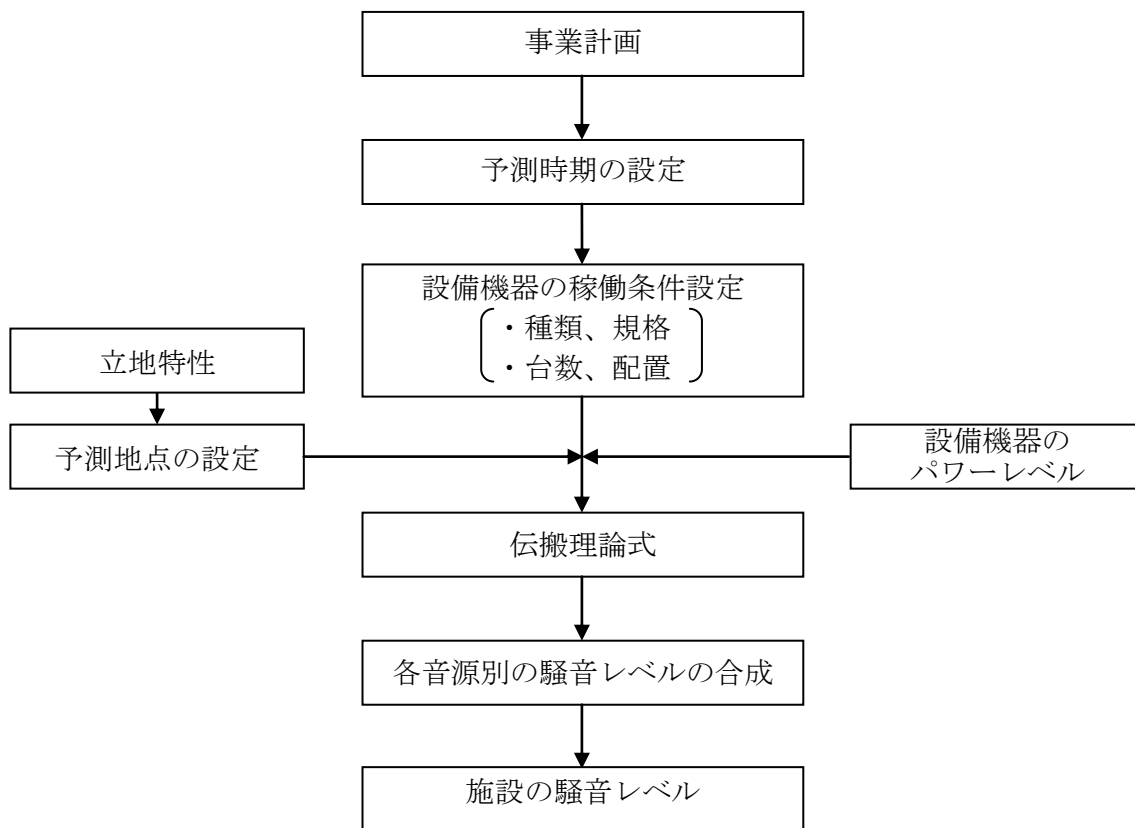 事業計画
予測時期の設定
設備機器の稼働条件設定
・種類、規格
・台数、配置
立地特性
予測地点の設定
設備機器の
パワーレベル
伝搬理論式
各音源別の騒音レベルの合成
施設の騒音レベル